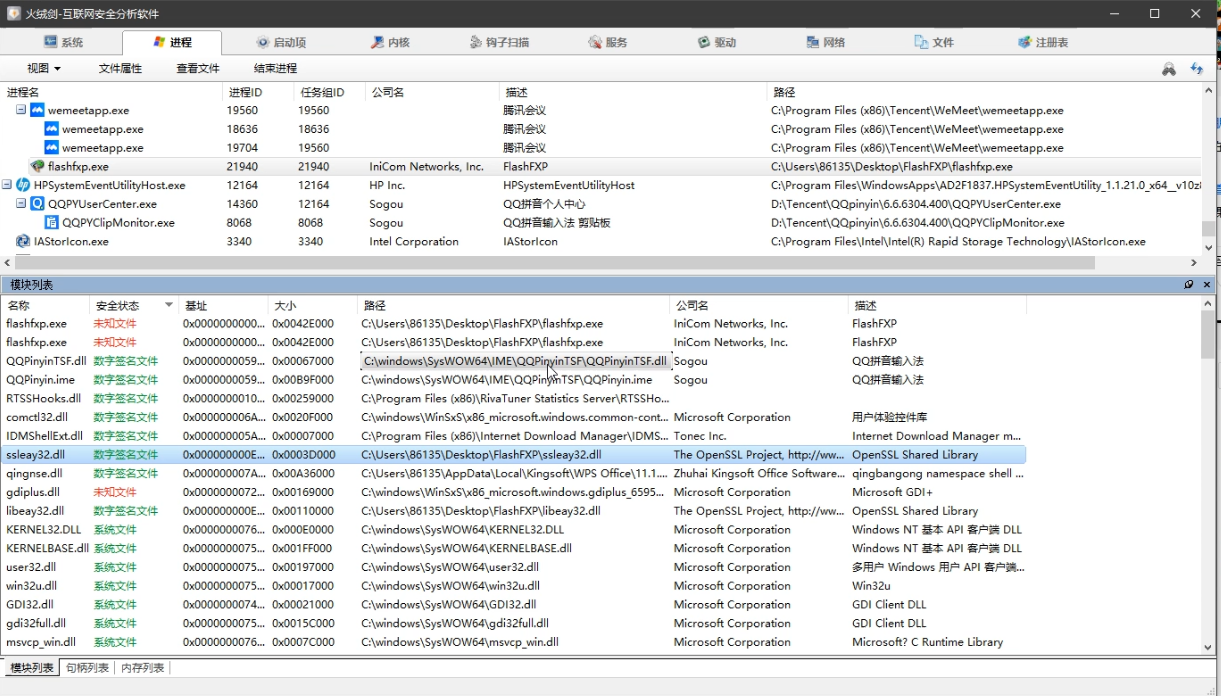 火绒剑-互联网安全分析软件
系统 进程 启动项 内核 钩子扫描 服务 驱动 网络 文件 注册表
视图 文件属性 查看文件 结束进程
进程名 进程ID 任务组ID 公司名 描述 路径
wemeetapp.exe 19560 19560 腾讯会议 C:\Program Files (x86)\Tencent\WeMeet\wemeetapp.exe
wemeetapp.exe 18636 18636 腾讯会议 C:\Program Files (x86)\Tencent\WeMeet\wemeetapp.exe
wemeetapp.exe 19704 19560 腾讯会议 C:\Program Files (x86)\Tencent\WeMeet\wemeetapp.exe
flashfxp.exe 21940 21940 IniCom Networks, Inc. FlashFXP C:\Users\86135\Desktop\FlashFXP\flashfxp.exe
HPSystemEventUtilityHost.exe 12164 12164 HP Inc. HPSystemEventUtilityHost C:\Program Files\WindowsApps\AD2F1837.HPSystemEventUtility_1.1.21.0_x64__v10z8
QQPYUserCenter.exe 14360 12164 Sogou QQ拼音个人中心 D:\Tencent\QQpinyin\6.6.6304.400\QQPYUserCenter.exe
QQPYClipMonitor.exe 8068 8068 Sogou QQ拼音输入法 剪贴板 D:\Tencent\QQpinyin\6.6.6304.400\QQPYClipMonitor.exe
IAStorIcon.exe 3340 3340 Intel Corporation IAStorIcon C:\Program Files\Intel\Intel(R) Rapid Storage Technology\IAStorIcon.exe
模块列表
名称 安全状态 基址 大小 路径 公司名 描述
flashfxp.exe 未知文件 0x0000000000... 0x0042E000 C:\Users\86135\Desktop\FlashFXP\flashfxp.exe IniCom Networks, Inc. FlashFXP
flashfxp.exe 未知文件 0x0000000000... 0x0042E000 C:\Users\86135\Desktop\FlashFXP\flashfxp.exe IniCom Networks, Inc. FlashFXP
QQPinyinTSF.dll 数字签名文件 0x0000000059... 0x00067000 C:\windows\SysWOW64\IME\QQPinyinTSF\QQPinyinTSF.dll Sogou QQ拼音输入法
QQPinyin.ime 数字签名文件 0x0000000059... 0x00B9F000 C:\windows\SysWOW64\IME\QQPinyinTSF\QQPinyin.ime Sogou QQ拼音输入法
RTSSHooks.dll 数字签名文件 0x0000000010... 0x00259000 C:\Program Files (x86)\RivaTuner Statistics Server\RTSSHo...
comctl32.dll 数字签名文件 0x000000006A... 0x0020F000 C:\windows\WinSxS\x86_microsoft.windows.common-cont... Microsoft Corporation 用户体验控件库
IDMShellExt.dll 数字签名文件 0x000000005A... 0x00007000 C:\Program Files (x86)\Internet Download Manager\IDMS... Tonec Inc. Internet Download Manager m...
ssleay32.dll 数字签名文件 0x000000000E... 0x0003D000 C:\Users\86135\Desktop\FlashFXP\ssleay32.dll The OpenSSL Project, http://ww... OpenSSL Shared Library
qingnse.dll 数字签名文件 0x000000007A... 0x00A36000 C:\Users\86135\AppData\Local\Kingsoft\WPS Office\11.1.... Zhuhai Kingsoft Office Software... qingbangong namespace shell ...
gdiplus.dll 未知文件 0x0000000072... 0x00169000 C:\windows\WinSxS\x86_microsoft.windows.gdiplus_6595... Microsoft Corporation Microsoft GDI+
libeay32.dll 数字签名文件 0x000000000E... 0x00110000 C:\Users\86135\Desktop\FlashFXP\libeay32.dll The OpenSSL Project, http://ww... OpenSSL Shared Library
KERNEL32.DLL 系统文件 0x0000000076... 0x000E0000 C:\windows\SysWOW64\KERNEL32.DLL Microsoft Corporation Windows NT 基本 API 客户端 DLL
KERNELBASE.dll 系统文件 0x0000000075... 0x001FF000 C:\windows\SysWOW64\KERNELBASE.dll Microsoft Corporation Windows NT 基本 API 客户端 DLL
user32.dll 系统文件 0x0000000075... 0x00197000 C:\windows\SysWOW64\user32.dll Microsoft Corporation 多用户 Windows 用户 API 客户端...
win32u.dll 系统文件 0x0000000075... 0x00017000 C:\windows\SysWOW64\win32u.dll Microsoft Corporation Win32u
GDI32.dll 系统文件 0x0000000074... 0x00021000 C:\windows\SysWOW64\GDI32.dll Microsoft Corporation GDI Client DLL
gdi32full.dll 系统文件 0x0000000075... 0x0015C000 C:\windows\SysWOW64\gdi32full.dll Microsoft Corporation GDI Client DLL
msvcp_win.dll 系统文件 0x0000000076... 0x0007C000 C:\windows\SysWOW64\msvcp_win.dll Microsoft Corporation Microsoft? C Runtime Library
模块列表 句柄列表 内存列表